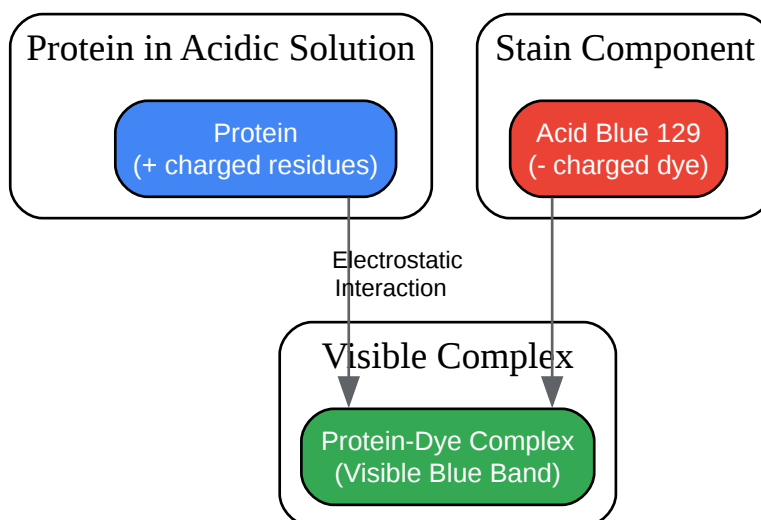 Protein in Acidic Solution
Protein
(+ charged residues)
Stain Component
Acid Blue 129
(- charged dye)
Electrostatic
Interaction
Visible Complex
Protein-Dye Complex
(Visible Blue Band)